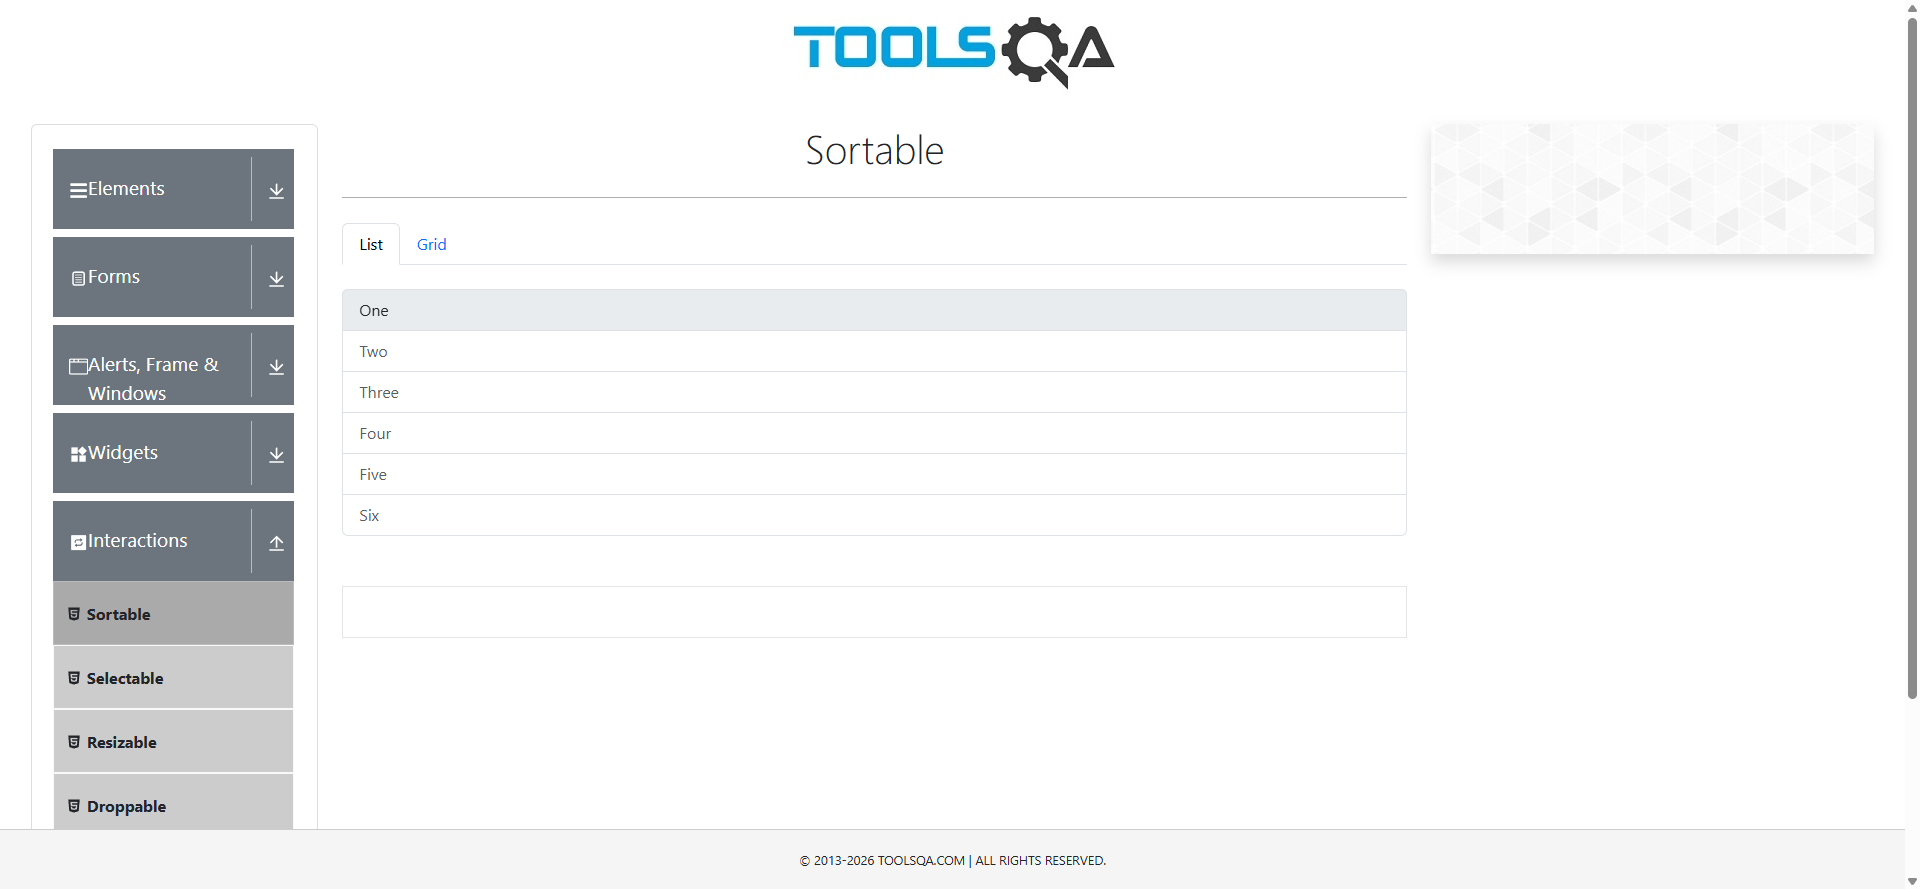 TOOLSQA
Elements
Forms
Alerts, Frame &
Windows
Widgets
Interactions
Sortable
Selectable
Resizable
Droppable
Sortable
List
Grid
One
Two
Three
Four
Five
Six
© 2013-2026 TOOLSQA.COM | ALL RIGHTS RESERVED.